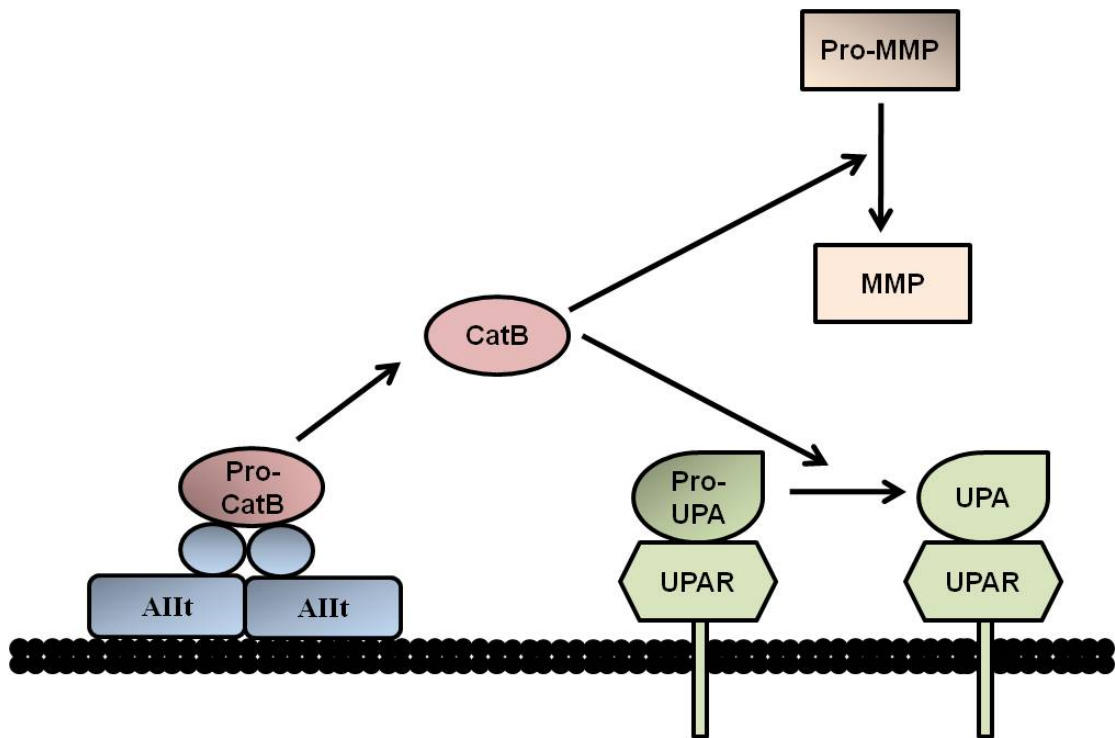 Pro-MMP
MMP
CatB
Pro-
CatB
AIIt
AIIt
Pro-
UPA
UPAR
UPA
UPAR